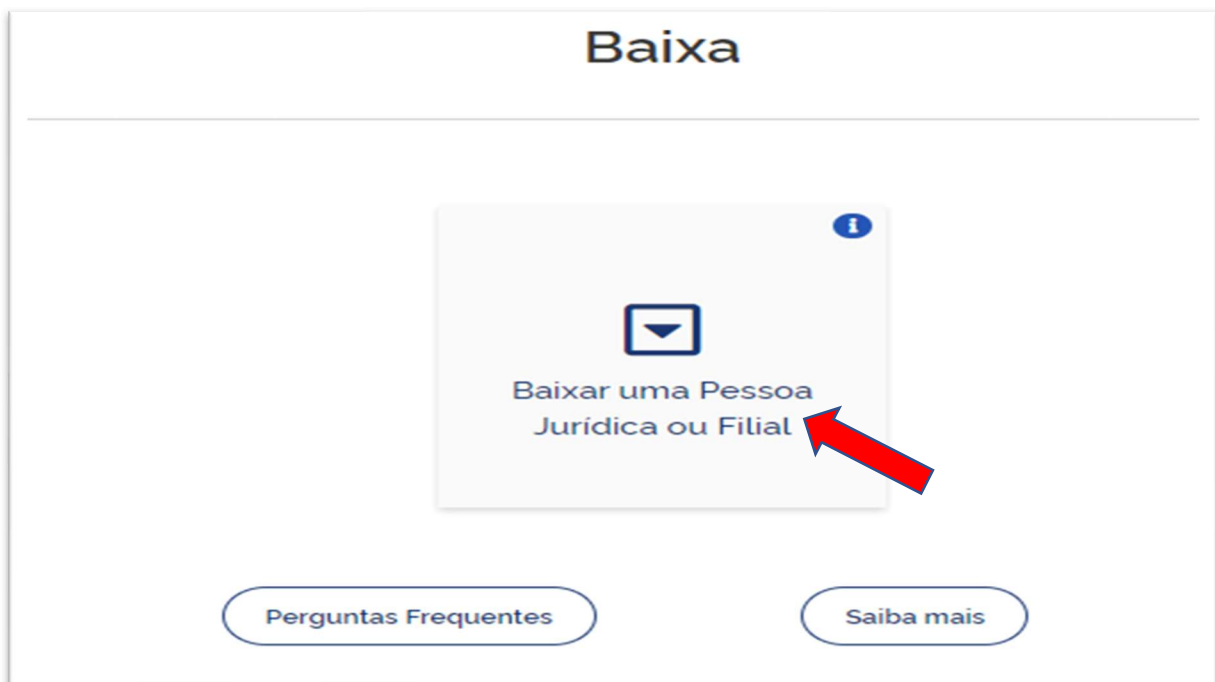 Baixa
Baixar uma Pessoa
Jurídica ou Filial
Perguntas Frequentes
Saiba mais